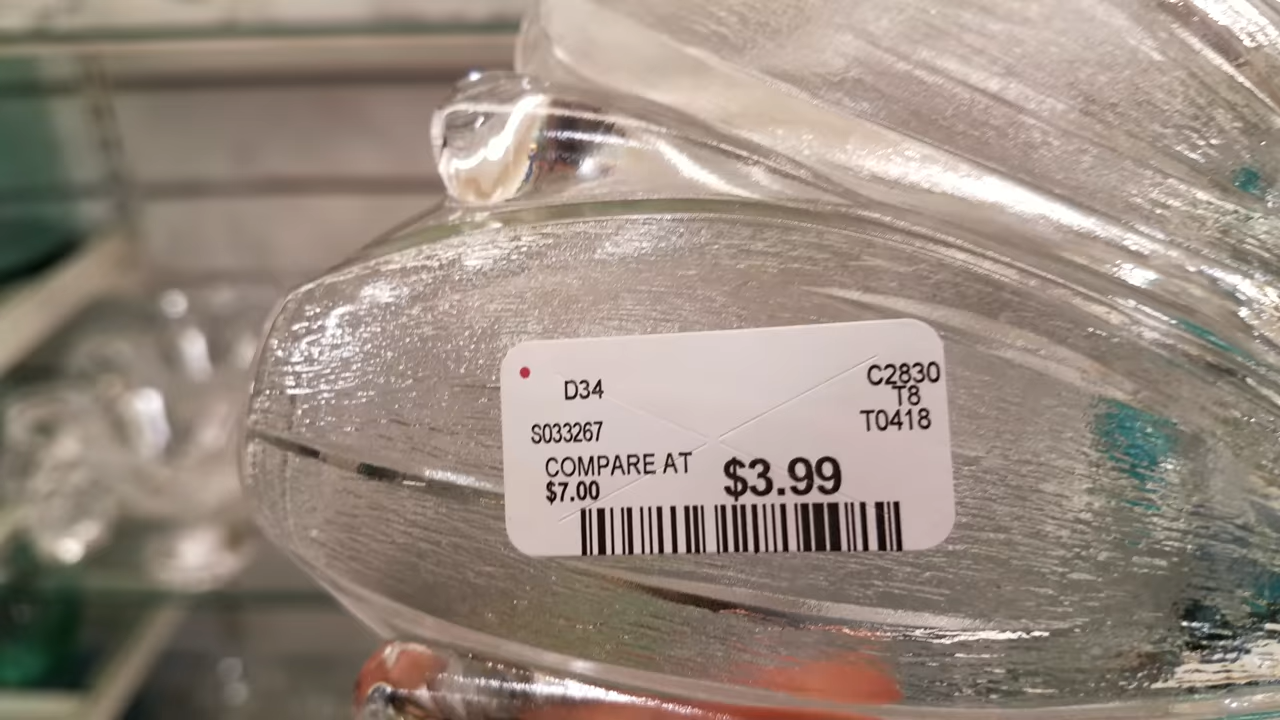 D34
C2830
T8
T0418
S033267
COMPARE AT
$7.00
$3.99